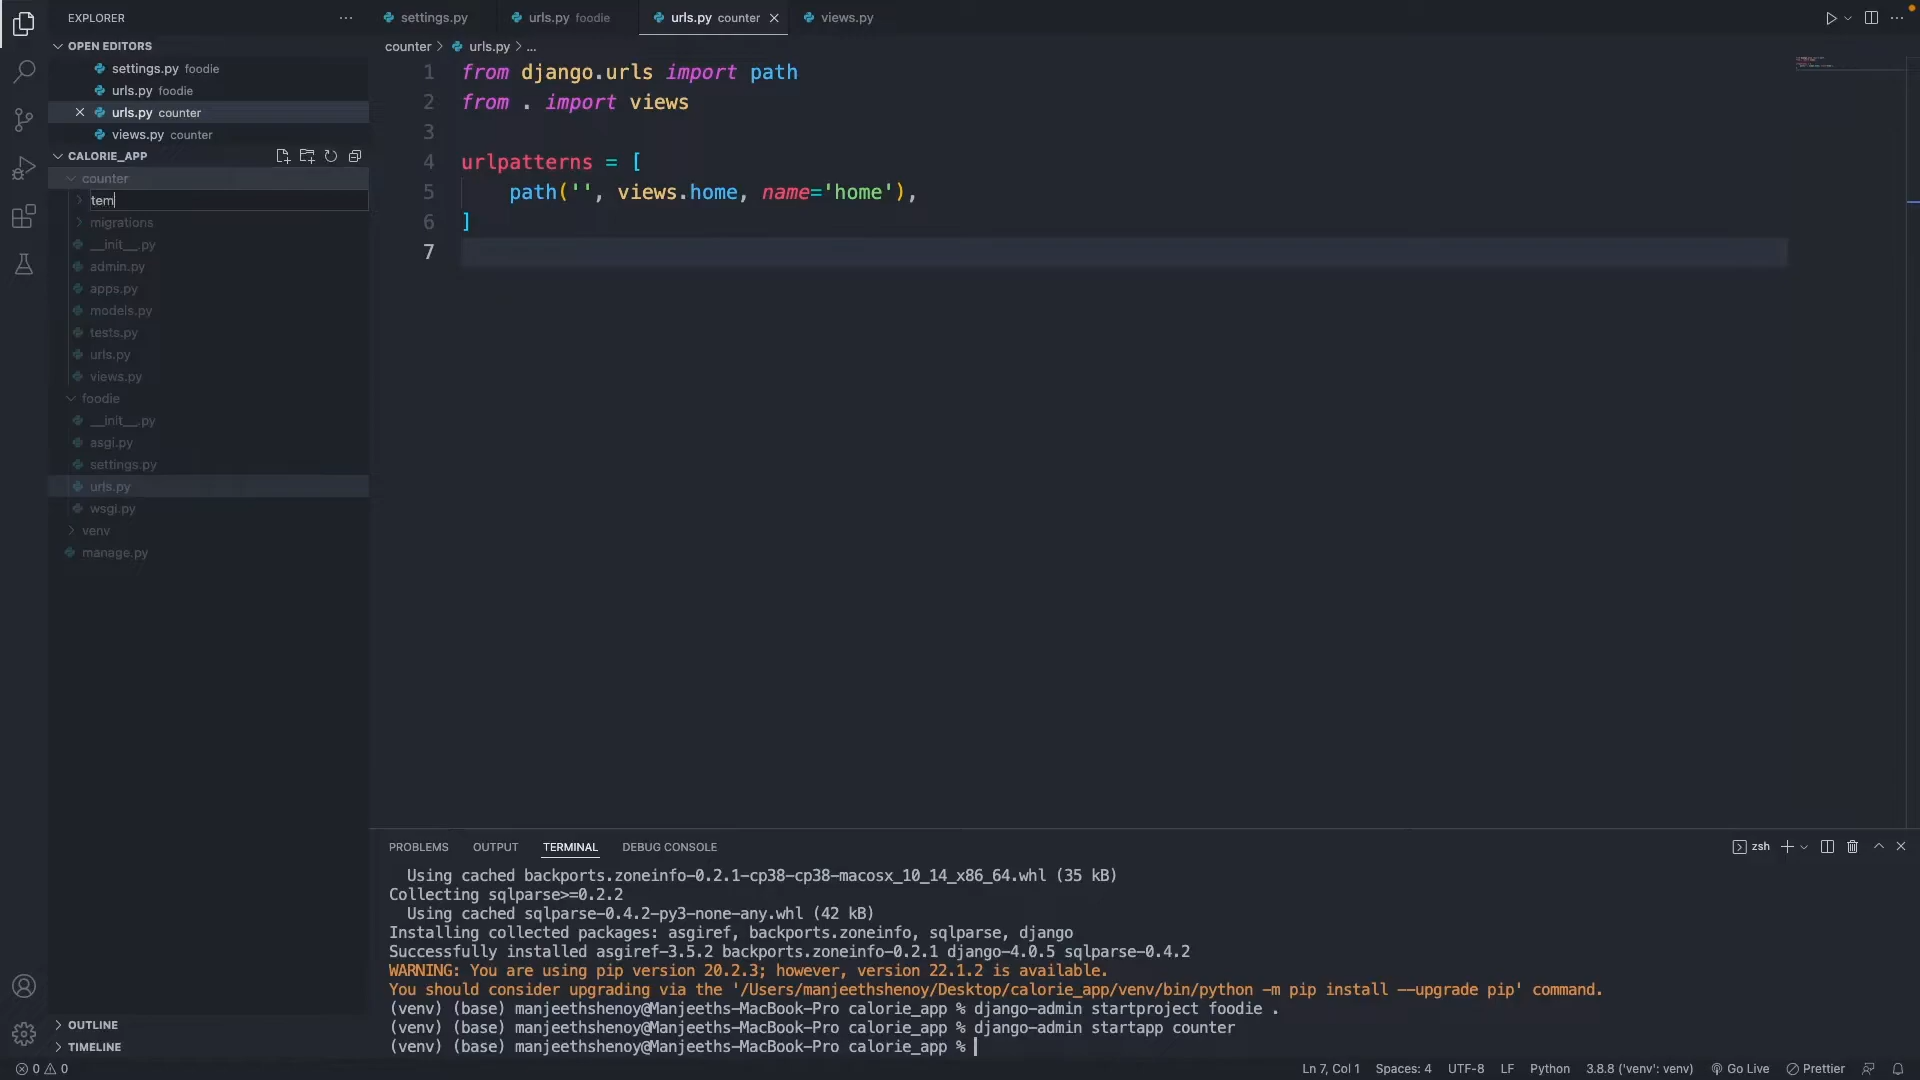 EXPLORER
OPEN EDITORS
settings.py foodie
urls.py foodie
urls.py counter
views.py counter
CALORIE_APP
counter
tem
migrations
__init__.py
admin.py
apps.py
models.py
tests.py
urls.py
views.py
foodie
__init__.py
asgi.py
settings.py
urls.py
wsgi.py
venv
manage.py
OUTLINE
TIMELINE
settings.py
urls.py foodie
urls.py counter
views.py
counter > urls.py > ...
1 from django.urls import path
2 from . import views
3
4 urlpatterns = [
5 path('', views.home, name='home'),
6 ]
7
PROBLEMS OUTPUT TERMINAL DEBUG CONSOLE
zsh
Using cached backports.zoneinfo-0.2.1-cp38-cp38-macosx_10_14_x86_64.whl (35 kB)
Collecting sqlparse>=0.2.2
Using cached sqlparse-0.4.2-py3-none-any.whl (42 kB)
Installing collected packages: asgiref, backports.zoneinfo, sqlparse, django
Successfully installed asgiref-3.5.2 backports.zoneinfo-0.2.1 django-4.0.5 sqlparse-0.4.2
WARNING: You are using pip version 20.2.3; however, version 22.1.2 is available.
You should consider upgrading via the '/Users/manjeethshenoy/Desktop/calorie_app/venv/bin/python -m pip install --upgrade pip' command.
(venv) (base) manjeethshenoy@Manjeeths-MacBook-Pro calorie_app % django-admin startproject foodie .
(venv) (base) manjeethshenoy@Manjeeths-MacBook-Pro calorie_app % django-admin startapp counter
(venv) (base) manjeethshenoy@Manjeeths-MacBook-Pro calorie_app %
0 0
Ln 7, Col 1 Spaces: 4 UTF-8 LF Python 3.8.8 ('venv': venv) Go Live Prettier